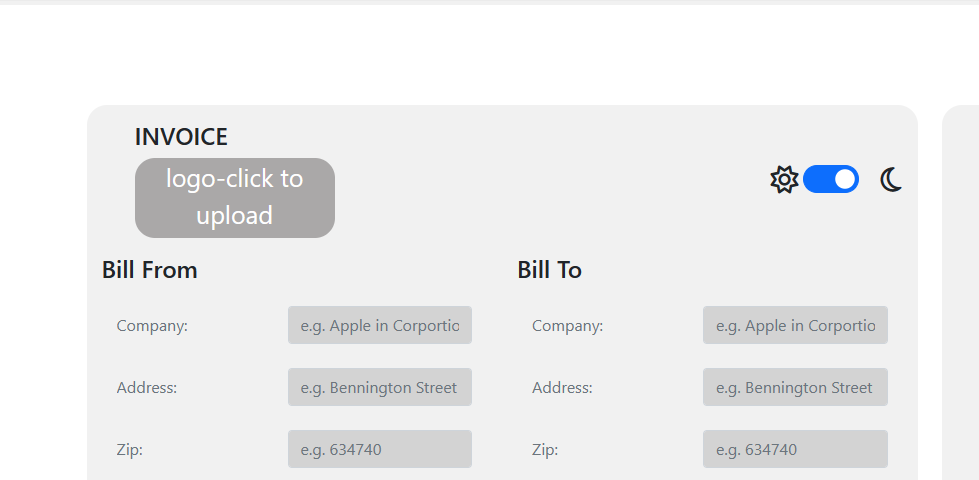 INVOICE
logo-click to
upload
Bill From
Bill To
Company:
e.g. Apple in Corportio
Company:
e.g. Apple in Corportio
Address:
e.g. Bennington Street
Address:
e.g. Bennington Street
Zip:
e.g. 634740
Zip:
e.g. 634740